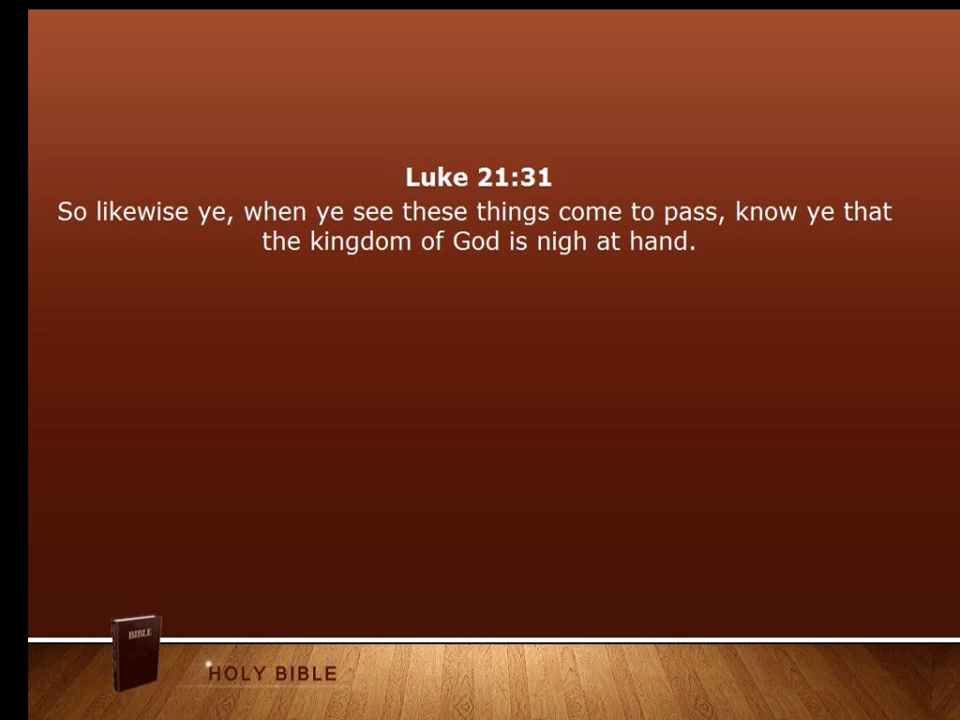 Luke 21:31
So likewise ye, when ye see these things come to pass, know ye that
the kingdom of God is nigh at hand.
BIBLE
HOLY BIBLE